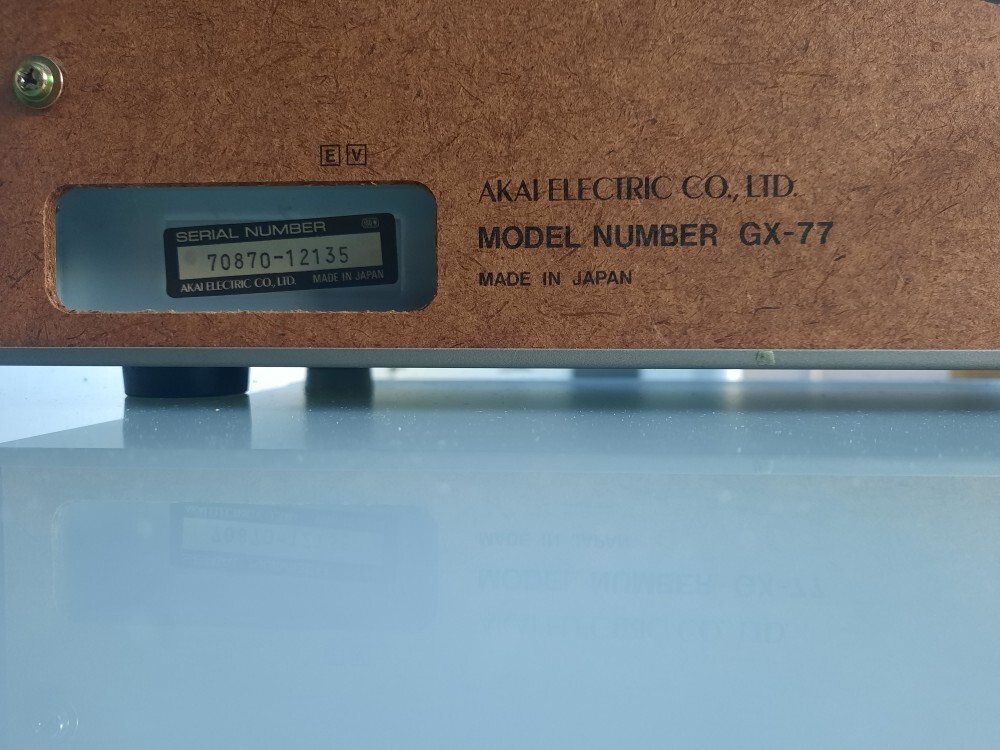 E V
SERIAL NUMBER
70870-12135
AKAI ELECTRIC CO., LTD. MADE IN JAPAN
AKAI ELECTRIC CO., LTD.
MODEL NUMBER GX-77
MADE IN JAPAN